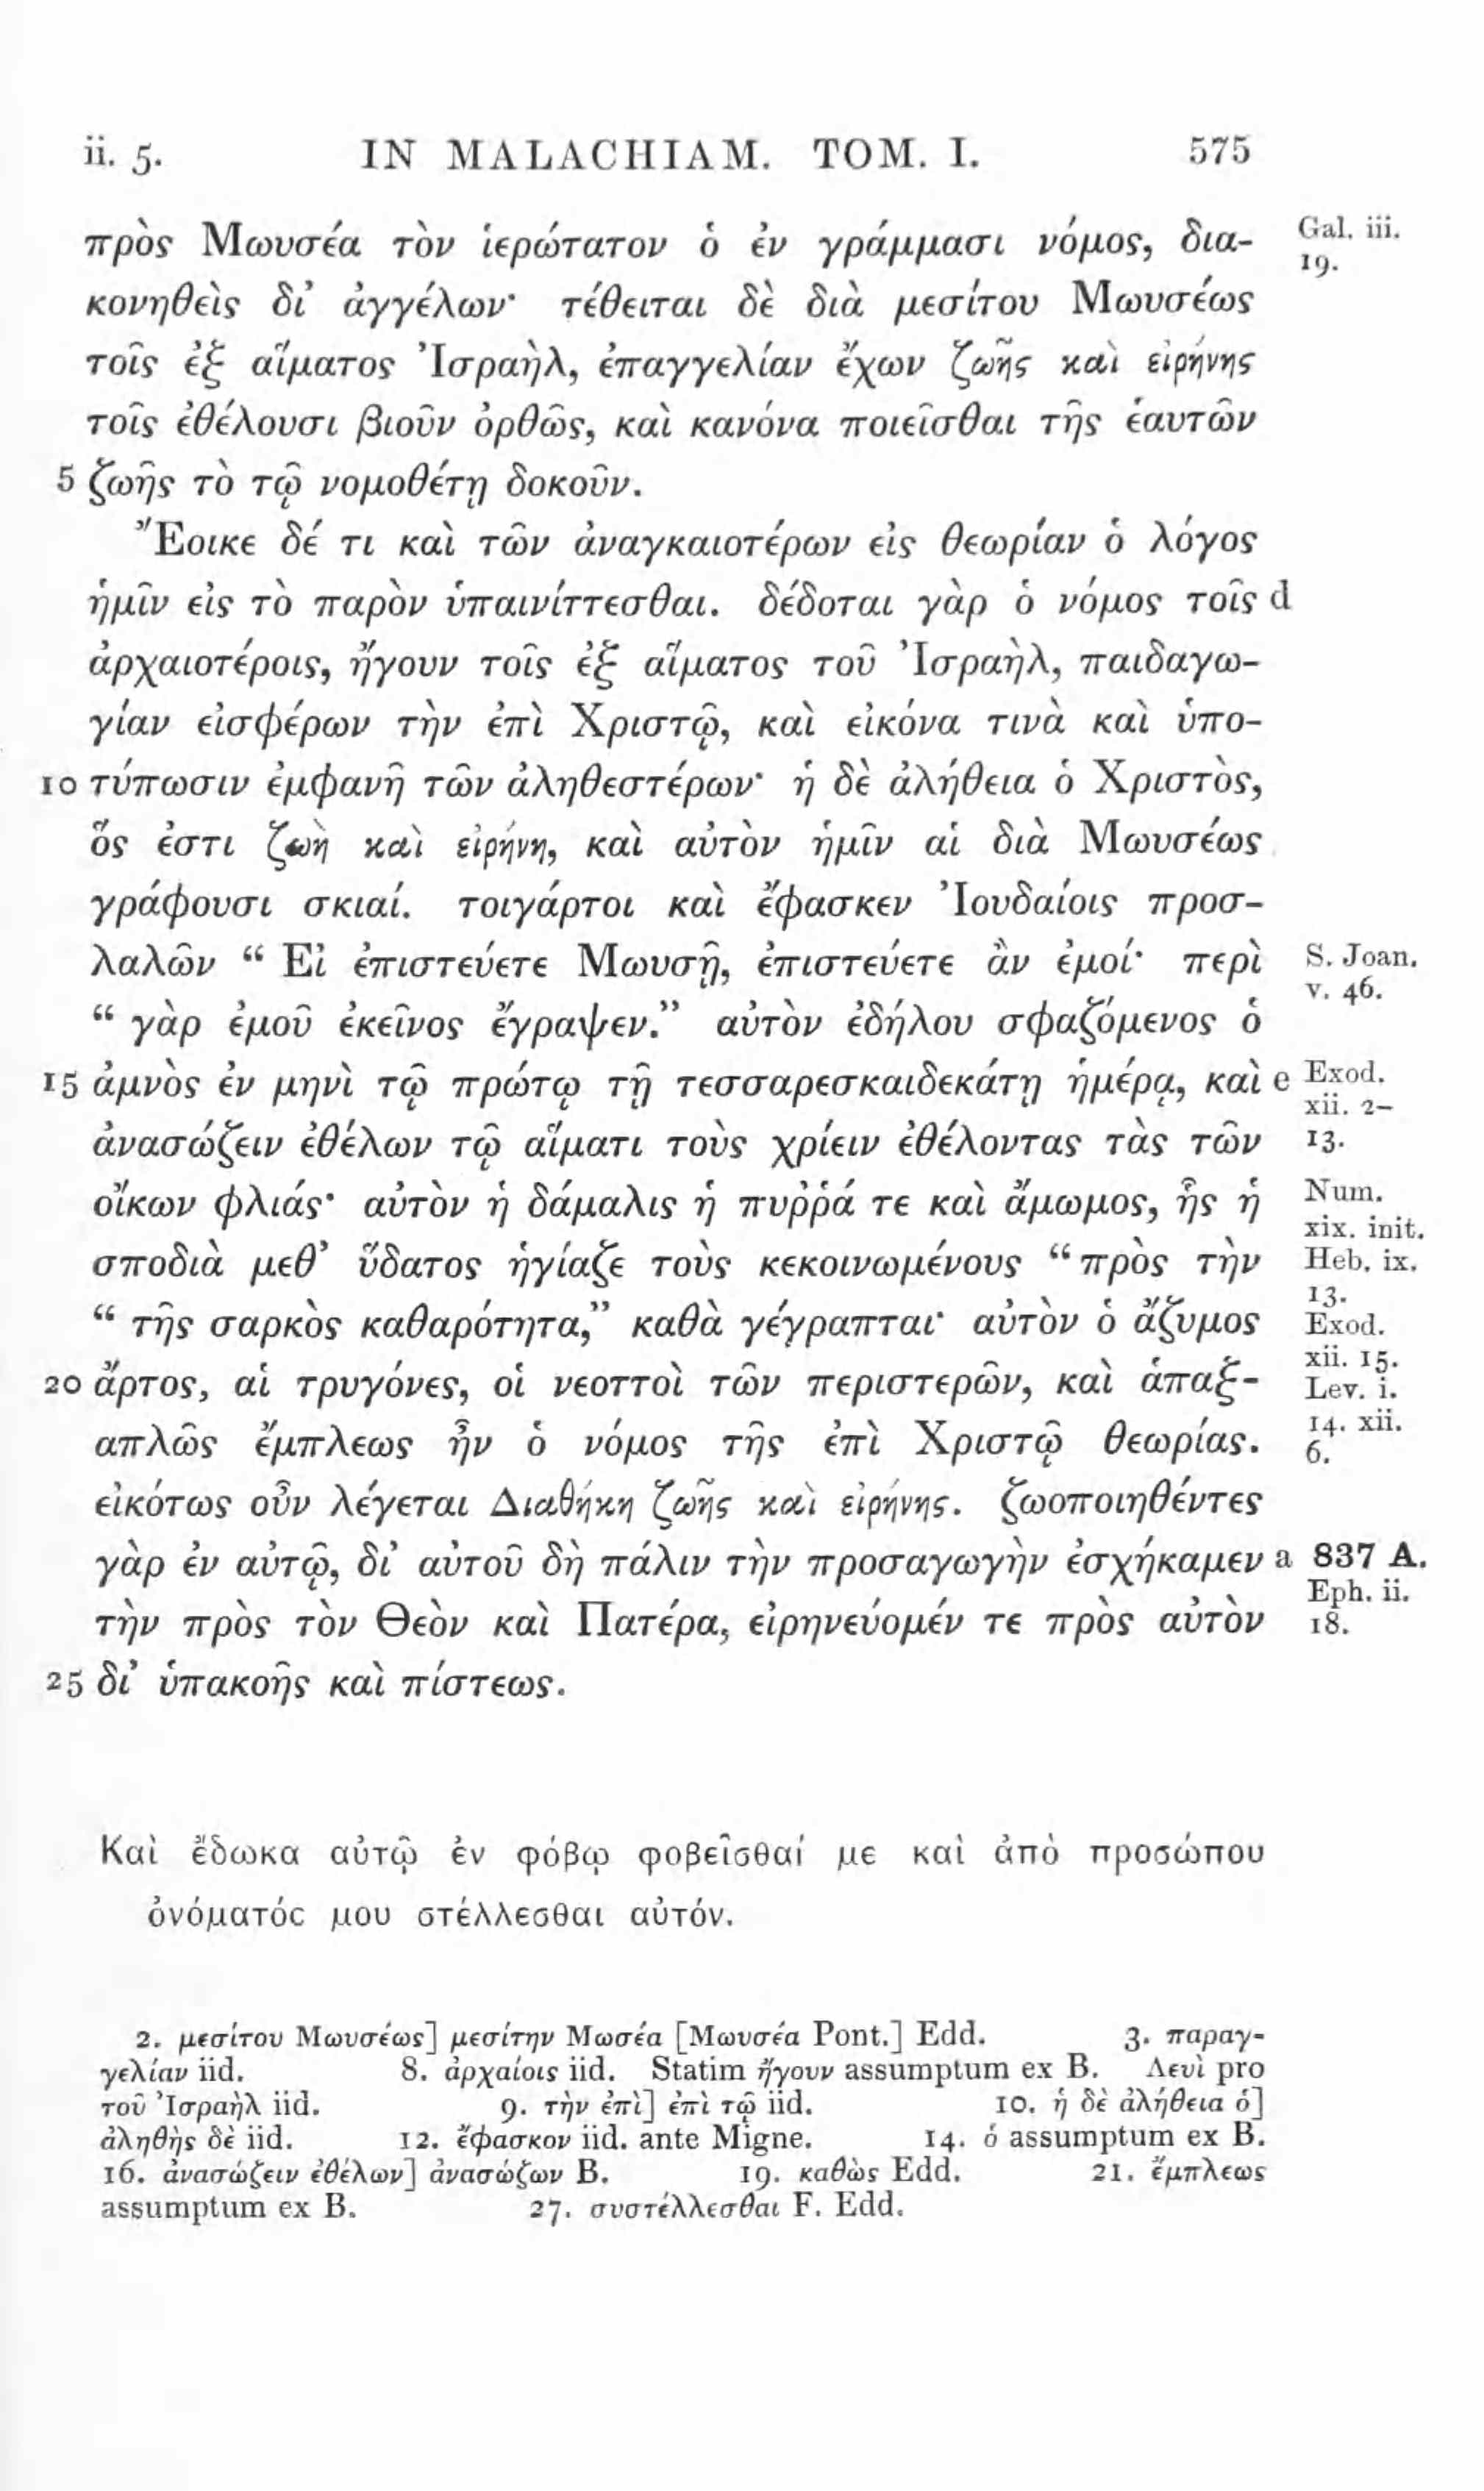 ii. 5. IN MALACHIAM. TOM. I. 575
πρὸς Μωυσέα τὸν ἱερώτατον ὁ ἐν γράμμασι νόμος, δια- Gal. iii.
19.
κονηθεὶς δι’ ἀγγέλων· τέθειται δὲ διὰ μεσίτου Μωυσέως
τοῖς ἐξ αἵματος Ἰσραὴλ, ἐπαγγελίαν ἔχων ζωῆς καὶ εἰρήνης
τοῖς ἐθέλουσι βιοῦν ὀρθῶς, καὶ κανόνα ποιεῖσθαι τῆς ἑαυτῶν
5 ζωῆς τὸ τῷ νομοθέτῃ δοκοῦν.
Ἔοικε δέ τι καὶ τῶν ἀναγκαιοτέρων εἰς θεωρίαν ὁ λόγος
ἡμῖν εἰς τὸ παρὸν ὑπαινίττεσθαι. δέδοται γὰρ ὁ νόμος τοῖς d
ἀρχαιοτέροις, ἤγουν τοῖς ἐξ αἵματος τοῦ Ἰσραὴλ, παιδαγω-
γίαν εἰσφέρων τὴν ἐπὶ Χριστῷ, καὶ εἰκόνα τινὰ καὶ ὑπο-
10 τύπωσιν ἐμφανῆ τῶν ἀληθεστέρων· ἡ δὲ ἀλήθεια ὁ Χριστὸς,
ὅς ἐστι ζωὴ καὶ εἰρήνη, καὶ αὐτὸν ἡμῖν αἱ διὰ Μωυσέως
γράφουσι σκιαί. τοιγάρτοι καὶ ἔφασκεν Ἰουδαίοις προσ-
λαλῶν “ Εἰ ἐπιστεύετε Μωυσῇ, ἐπιστεύετε ἂν ἐμοί· περὶ S. Joan.
v. 46.
“ γὰρ ἐμοῦ ἐκεῖνος ἔγραψεν.” αὐτὸν ἐδήλου σφαζόμενος ὁ
15 ἀμνὸς ἐν μηνὶ τῷ πρώτῳ τῇ τεσσαρεσκαιδεκάτῃ ἡμέρᾳ, καὶ e Exod.
xii. 2–
ἀνασώζειν ἐθέλων τῷ αἵματι τοὺς χρίειν ἐθέλοντας τὰς τῶν 13.
οἴκων φλιάς· αὐτὸν ἡ δάμαλις ἡ πυῤῥά τε καὶ ἄμωμος, ἧς ἡ Num.
xix. init.
σποδιὰ μεθ’ ὕδατος ἡγίαζε τοὺς κεκοινωμένους “ πρὸς τὴν Heb. ix.
13.
“ τῆς σαρκὸς καθαρότητα,” καθὰ γέγραπται· αὐτὸν ὁ ἄζυμος Exod.
xii. 15.
20 ἄρτος, αἱ τρυγόνες, οἱ νεοττοὶ τῶν περιστερῶν, καὶ ἁπαξ- Lev. i.
14. xii.
απλῶς ἔμπλεως ἦν ὁ νόμος τῆς ἐπὶ Χριστῷ θεωρίας. 6.
εἰκότως οὖν λέγεται Διαθήκη ζωῆς καὶ εἰρήνης. ζωοποιηθέντες
γὰρ ἐν αὐτῷ, δι’ αὐτοῦ δὴ πάλιν τὴν προσαγωγὴν ἐσχήκαμεν a 837 A.
Eph. ii.
τὴν πρὸς τὸν Θεὸν καὶ Πατέρα, εἰρηνεύομέν τε πρὸς αὐτὸν 18.
25 δι’ ὑπακοῆς καὶ πίστεως.
Καὶ ἔδωκα αὐτῷ ἐν φόβῳ φοβεῖσθαί με καὶ ἀπὸ προσώπου
ὀνόματός μου στέλλεσθαι αὐτόν.
2. μεσίτου Μωυσέως] μεσίτην Μωσέα [Μωυσέα Pont.] Edd. 3. παραγ-
γελίαν iid. 8. ἀρχαίοις iid. Statim ἤγουν assumptum ex B. Λευὶ pro
τοῦ Ἰσραὴλ iid. 9. τὴν ἐπὶ] ἐπὶ τῷ iid. 10. ἡ δὲ ἀλήθεια ὁ]
ἀληθὴς δὲ iid. 12. ἔφασκον iid. ante Migne. 14. ὁ assumptum ex B.
16. ἀνασώζειν ἐθέλων] ἀνασώζων B. 19. καθὼς Edd. 21. ἔμπλεως
assumptum ex B. 27. συστέλλεσθαι F. Edd.